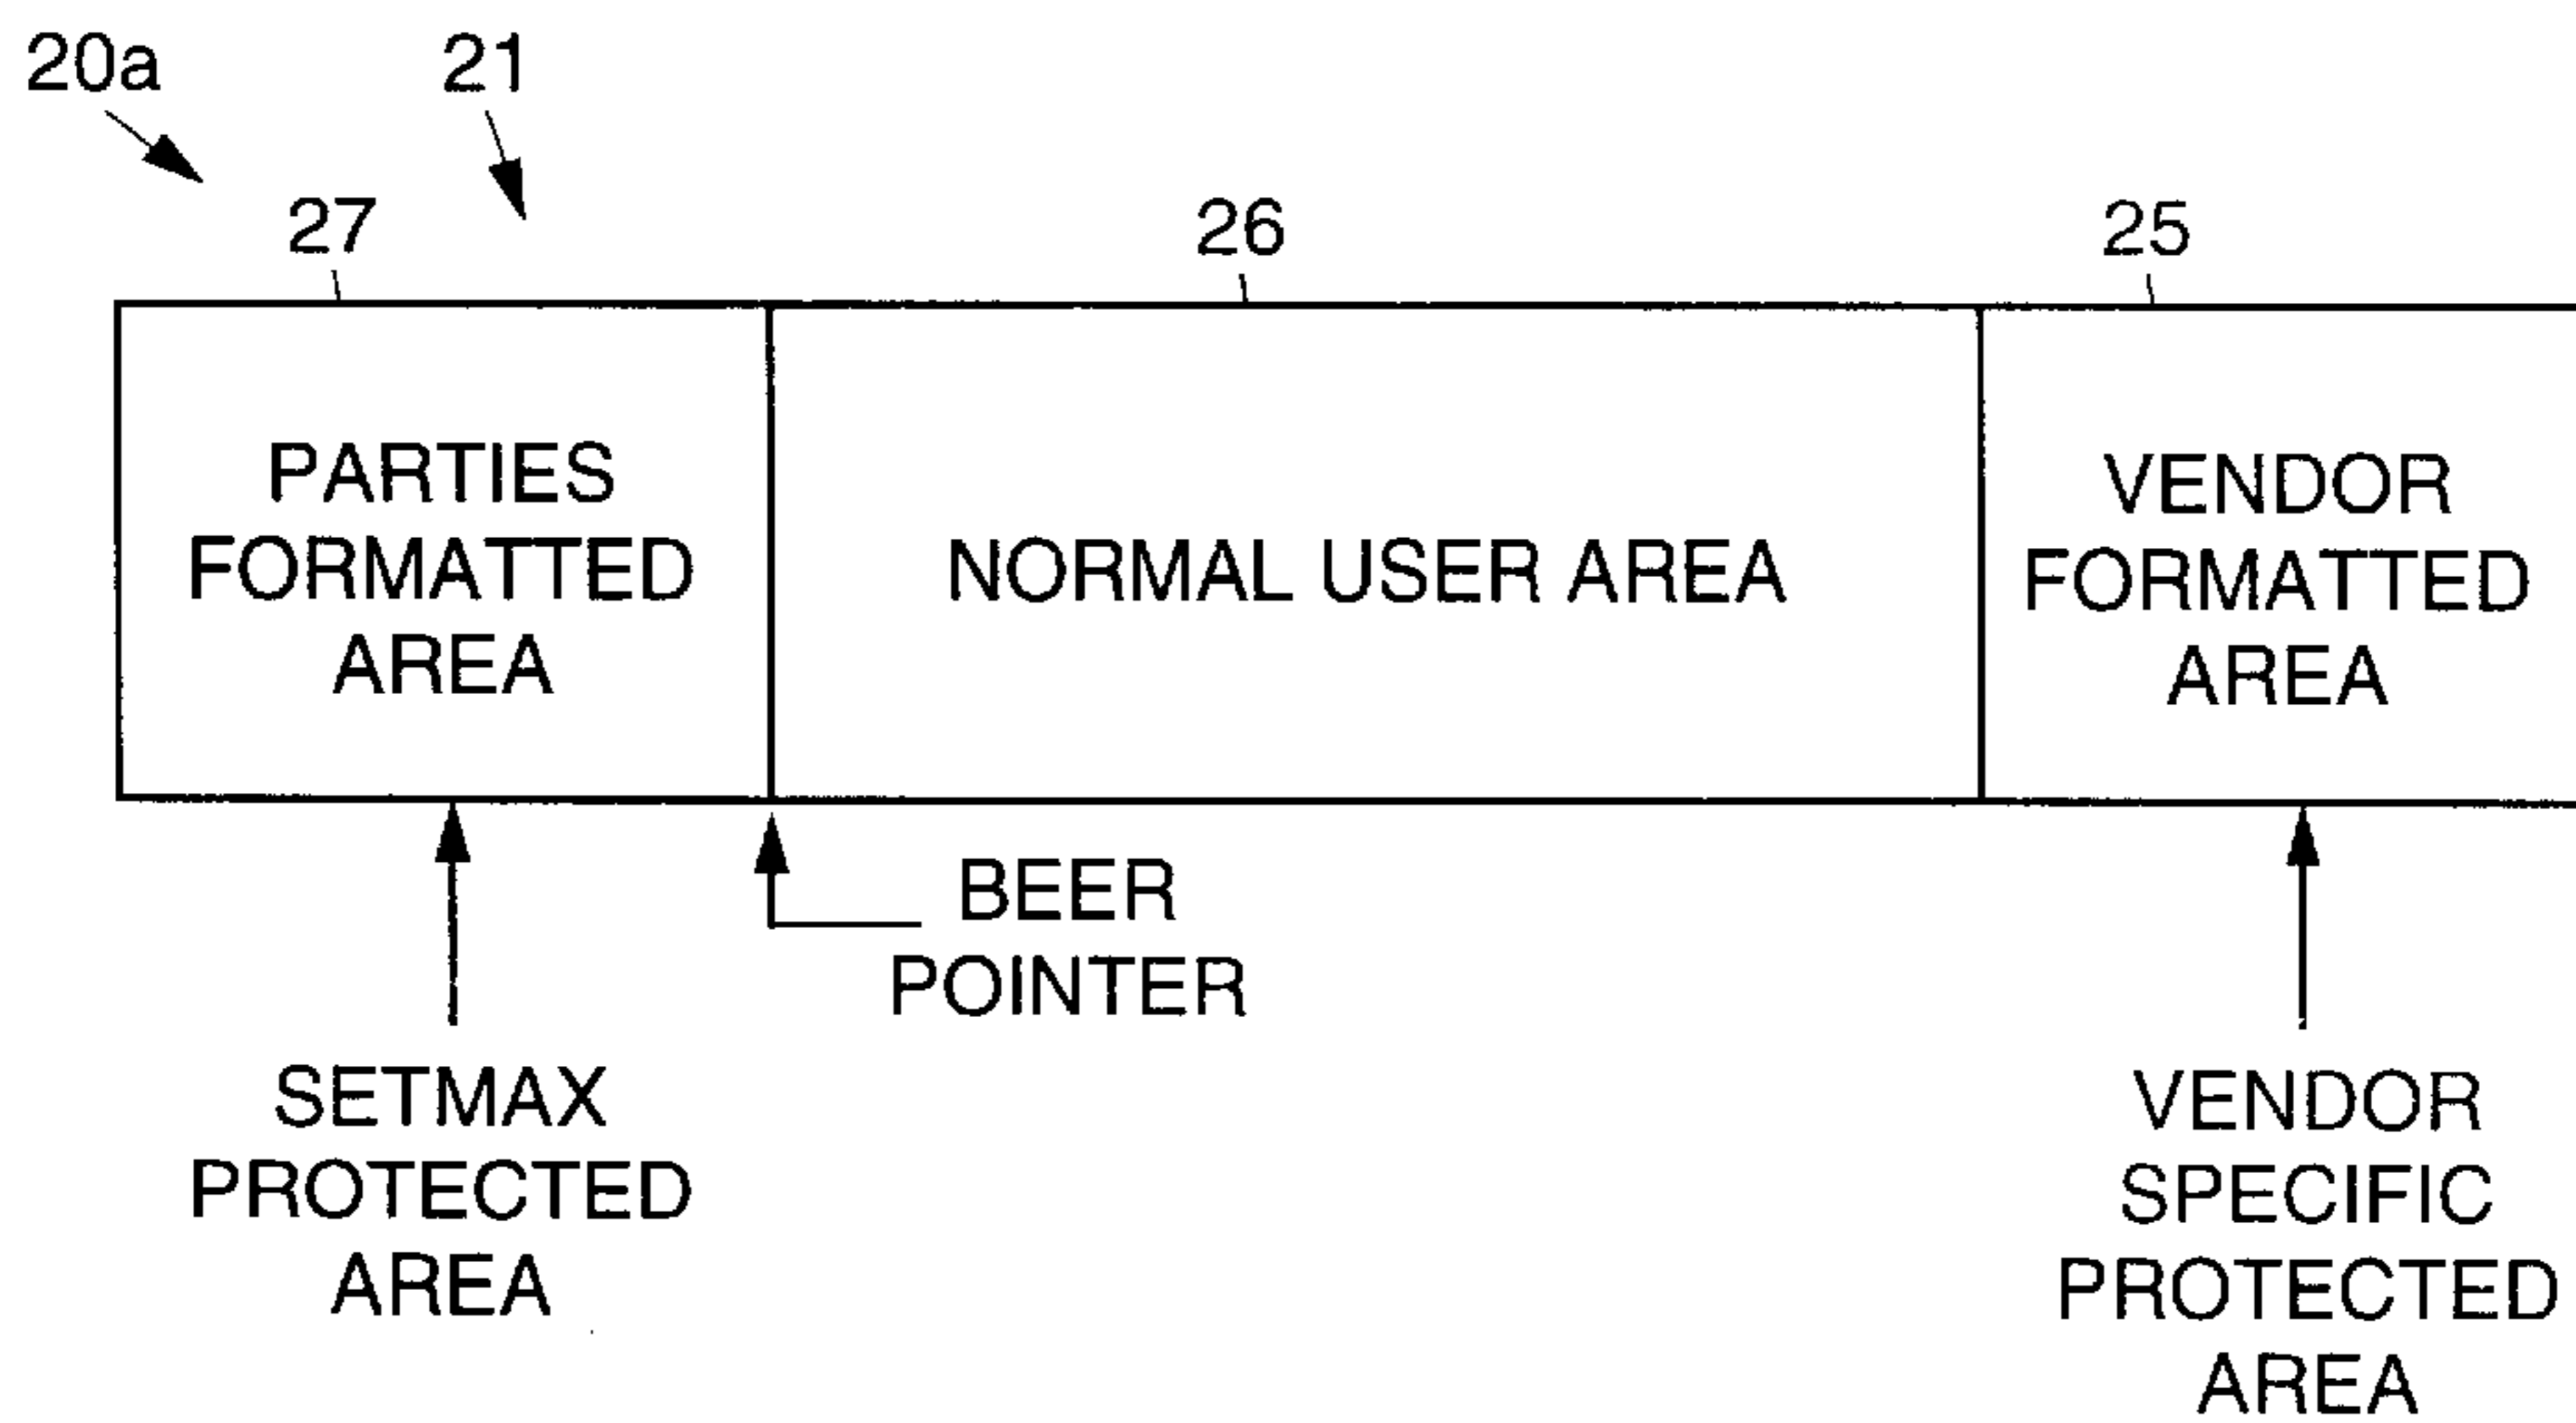 20a
21
27
26
25
PARTIES
FORMATTED
AREA
NORMAL USER AREA
VENDOR
FORMATTED
AREA
BEER
POINTER
SETMAX
PROTECTED
AREA
VENDOR
SPECIFIC
PROTECTED
AREA